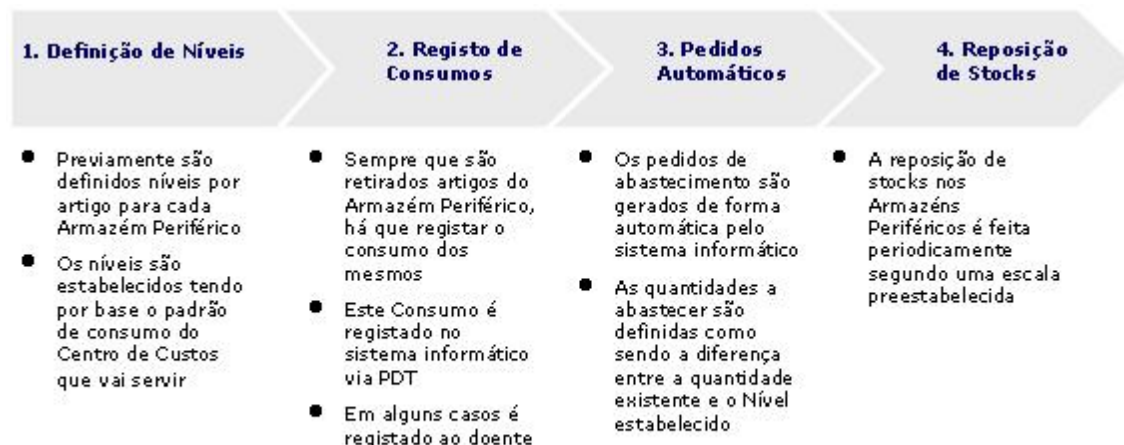 1. Definição de Níveis
2. Registo de
Consumos
3. Pedidos
Automáticos
4. Reposição
de Stocks
Previamente são
definidos níveis por
artigo para cada
Armazém Periférico
Os níveis são
estabelecidos tendo
por base o padrão
de consumo do
Centro de Custos
que vai servir
Sempre que são
retirados artigos do
Armazém Periférico,
há que registar o
consumo dos
mesmos
Este Consumo é
registado no
sistema informático
via PDT
Em alguns casos é
registado ao doente
Os pedidos de
abastecimento são
gerados de forma
automática pelo
sistema informático
As quantidades a
abastecer são
definidas como
sendo a diferença
entre a quantidade
existente e o Nível
estabelecido
A reposição de
stocks nos
Armazéns
Periféricos é feita
periodicamente
segundo uma escala
preestabelecida